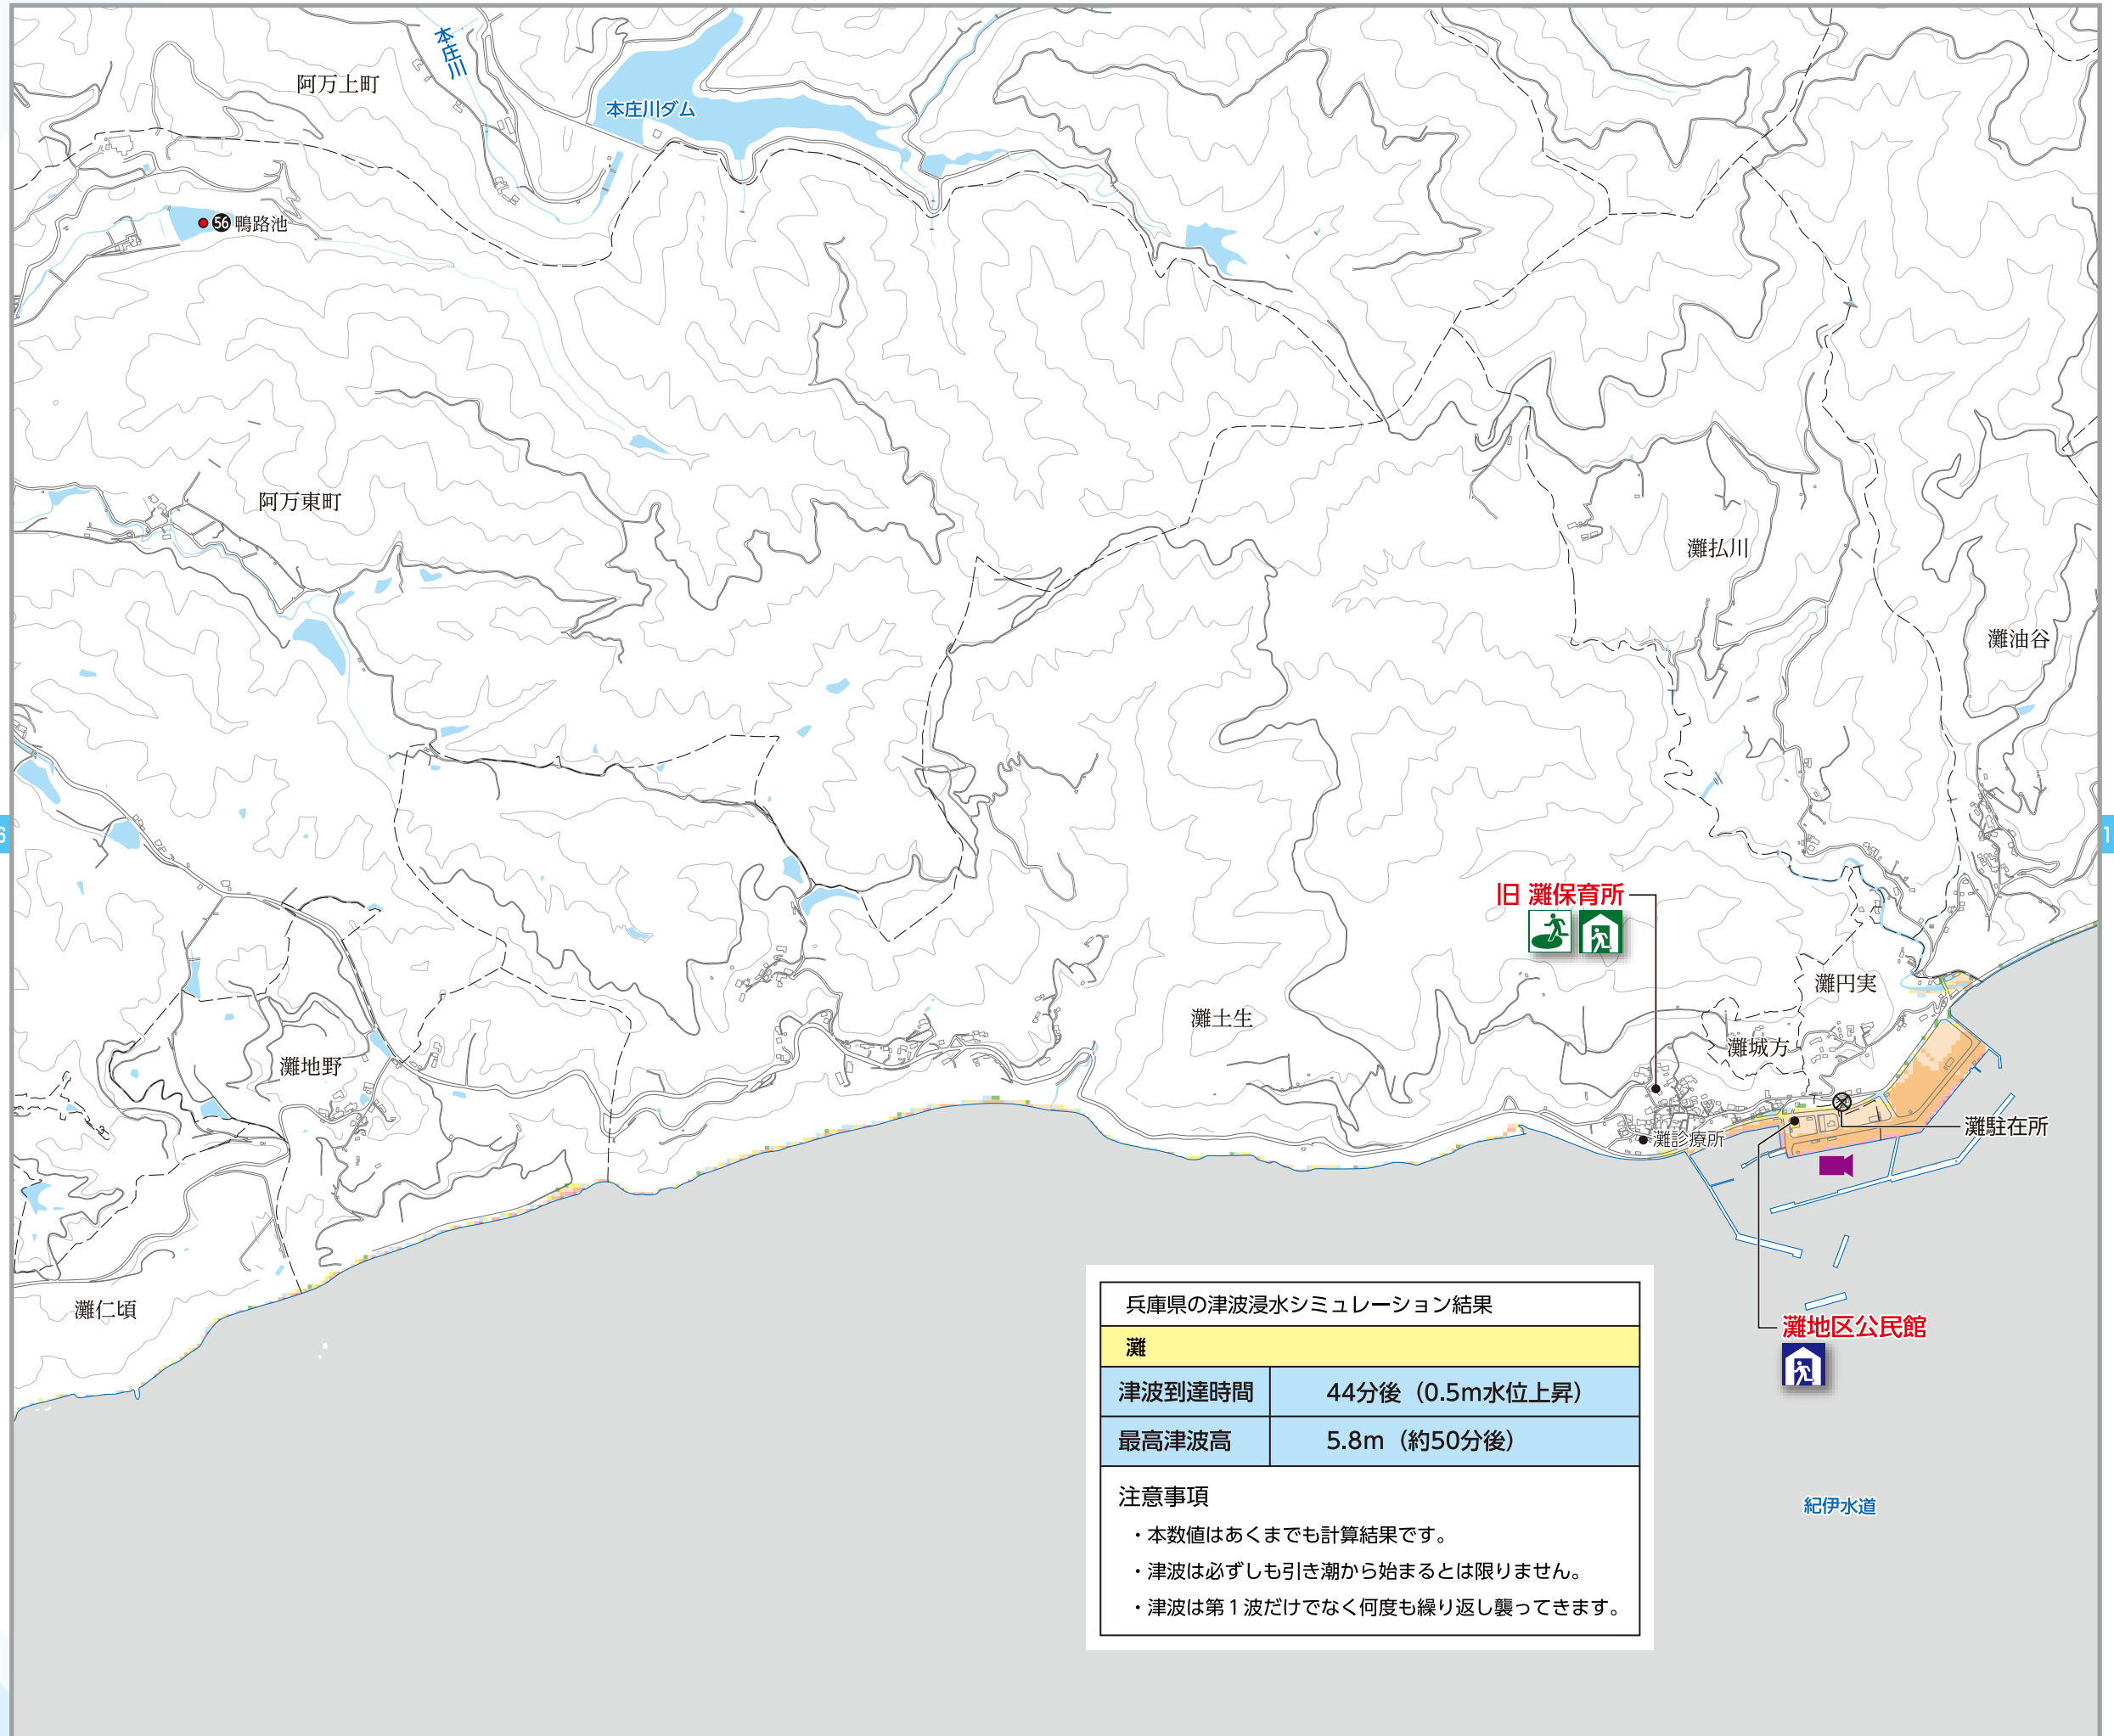 本庄川
阿万上町
本庄川ダム
56 鴨路池
阿万東町
灘払川
灘油谷
6
1
旧 灘保育所
灘円実
灘土生
灘城方
灘地野
灘駐在所
灘診療所
灘仁頃
灘地区公民館
兵庫県の津波浸水シミュレーション結果
灘
津波到達時間 44分後（0.5m水位上昇）
最高津波高 5.8m（約50分後）
注意事項
・本数値はあくまでも計算結果です。
・津波は必ずしも引き潮から始まるとは限りません。
・津波は第１波だけでなく何度も繰り返し襲ってきます。
紀伊水道